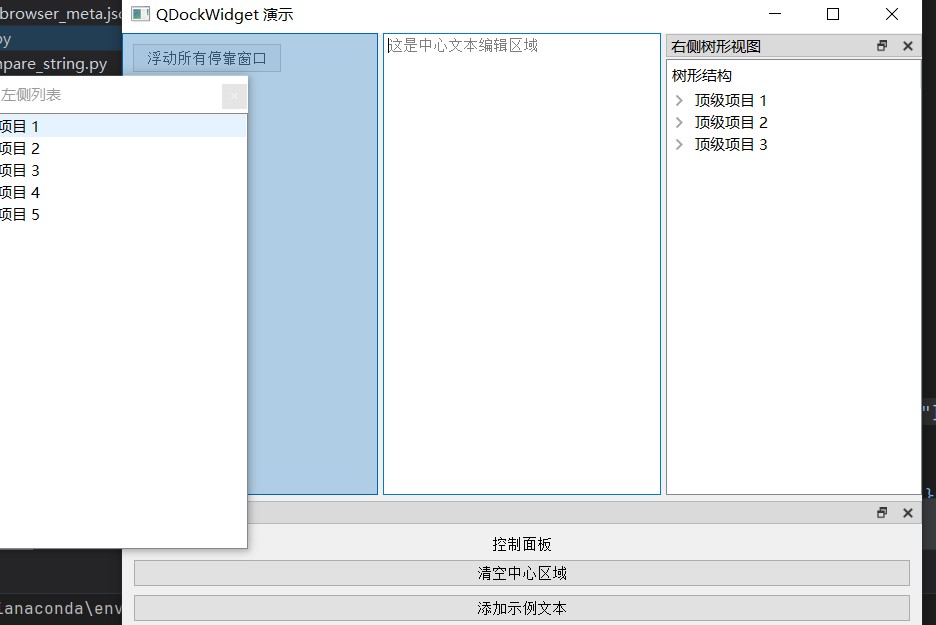 browser_meta.jsc
QDockWidget 演示
py
mpare_string.py
浮动所有停靠窗口
这是中心文本编辑区域
右侧树形视图
左侧列表
树形结构
项目 1
项目 2
项目 3
项目 4
项目 5
顶级项目 1
顶级项目 2
顶级项目 3
"]
}
控制面板
清空中心区域
添加示例文本
anaconda\env